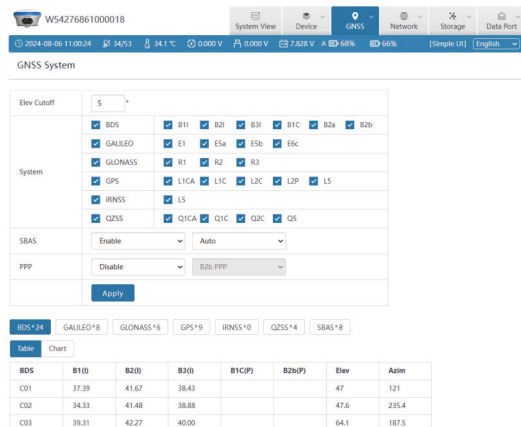 W54276861000018
System View
Device
GNSS
Network
Storage
Data Port
2024-08-06 11:00:24 34/53 34.1 °C 0.000 V 0.000 V 7.828 V A 68% 66% [Simple UI] English
GNSS System
Elev Cutoff 5 °
System
BDS B1I B2I B3I B1C B2a B2b
GALILEO E1 E5a E5b E6c
GLONASS R1 R2 R3
GPS L1CA L1C L2C L2P L5
IRNSS L5
QZSS Q1CA Q1C Q2C Q5
SBAS Enable Auto
PPP Disable B2b PPP
Apply
BDS*24 GALILEO*8 GLONASS*6 GPS*9 IRNSS*0 QZSS*4 SBAS*8
Table Chart
BDS B1(I) B2(I) B3(I) B1C(P) B2b(P) Elev Azim
C01 37.39 41.67 38.43 47 121
C02 34.33 41.48 38.88 47.6 235.4
C03 39.31 42.27 40.00 64.1 187.5